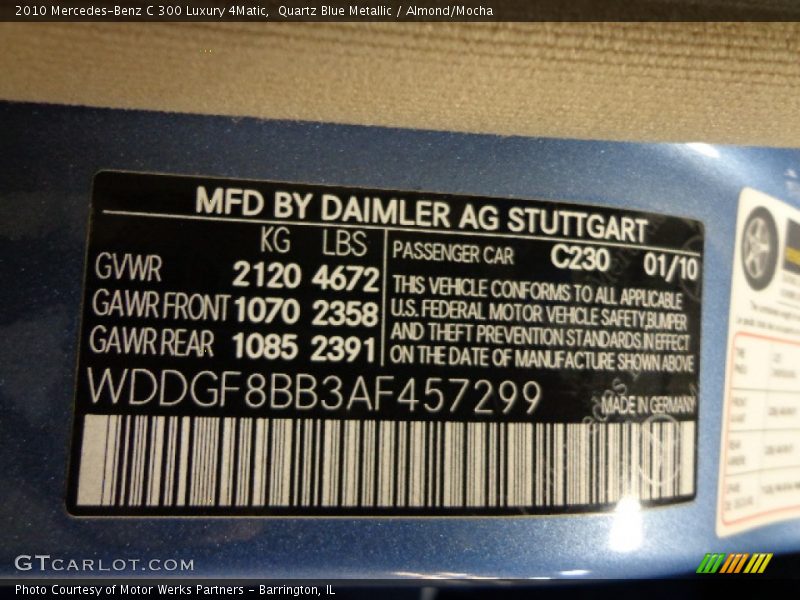 2010 Mercedes-Benz C 300 Luxury 4Matic,  Quartz Blue Metallic / Almond/Mocha
MFD BY DAIMLER AG STUTTGART
KG LBS
GVWR 2120 4672
GAWR FRONT 1070 2358
GAWR REAR 1085 2391
PASSENGER CAR C230 01/10
THIS VEHICLE CONFORMS TO ALL APPLICABLE
U.S. FEDERAL MOTOR VEHICLE SAFETY,BUMPER
AND THEFT PREVENTION STANDARDS IN EFFECT
ON THE DATE OF MANUFACTURE SHOWN ABOVE
WDDGF8BB3AF457299
MADE IN GERMANY
GTCARLOT.COM
Photo Courtesy of Motor Werks Partners - Barrington, IL